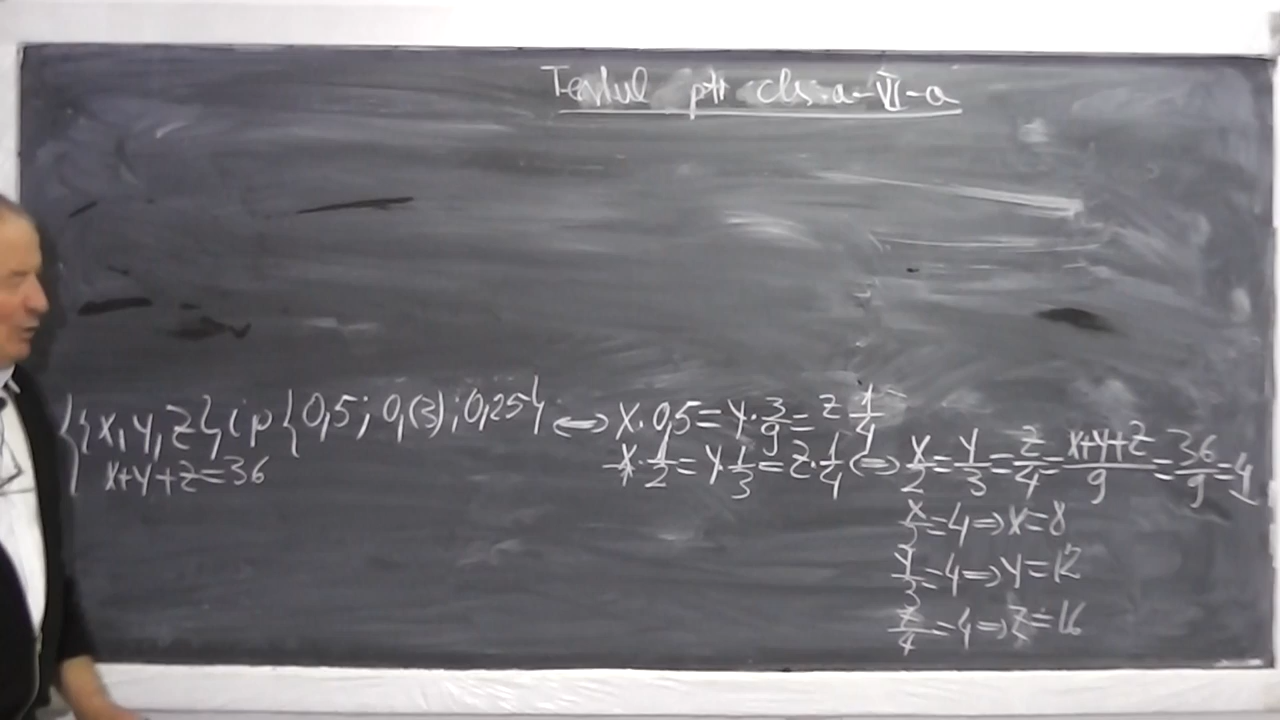 Testul ptr cls. a-VI-a
{{x,y,z} ip {0,5; 0,(3); 0,25} ⟺ x·0,5=y·3/9=z·1/4
x+y+z=36
x·1/2=y·1/3=z·1/4 ⟺ x/2=y/3=z/4=x+y+z/9=36/9=4
x/2=4⇒x=8
y/3=4⇒y=12
z/4=4⇒z=16